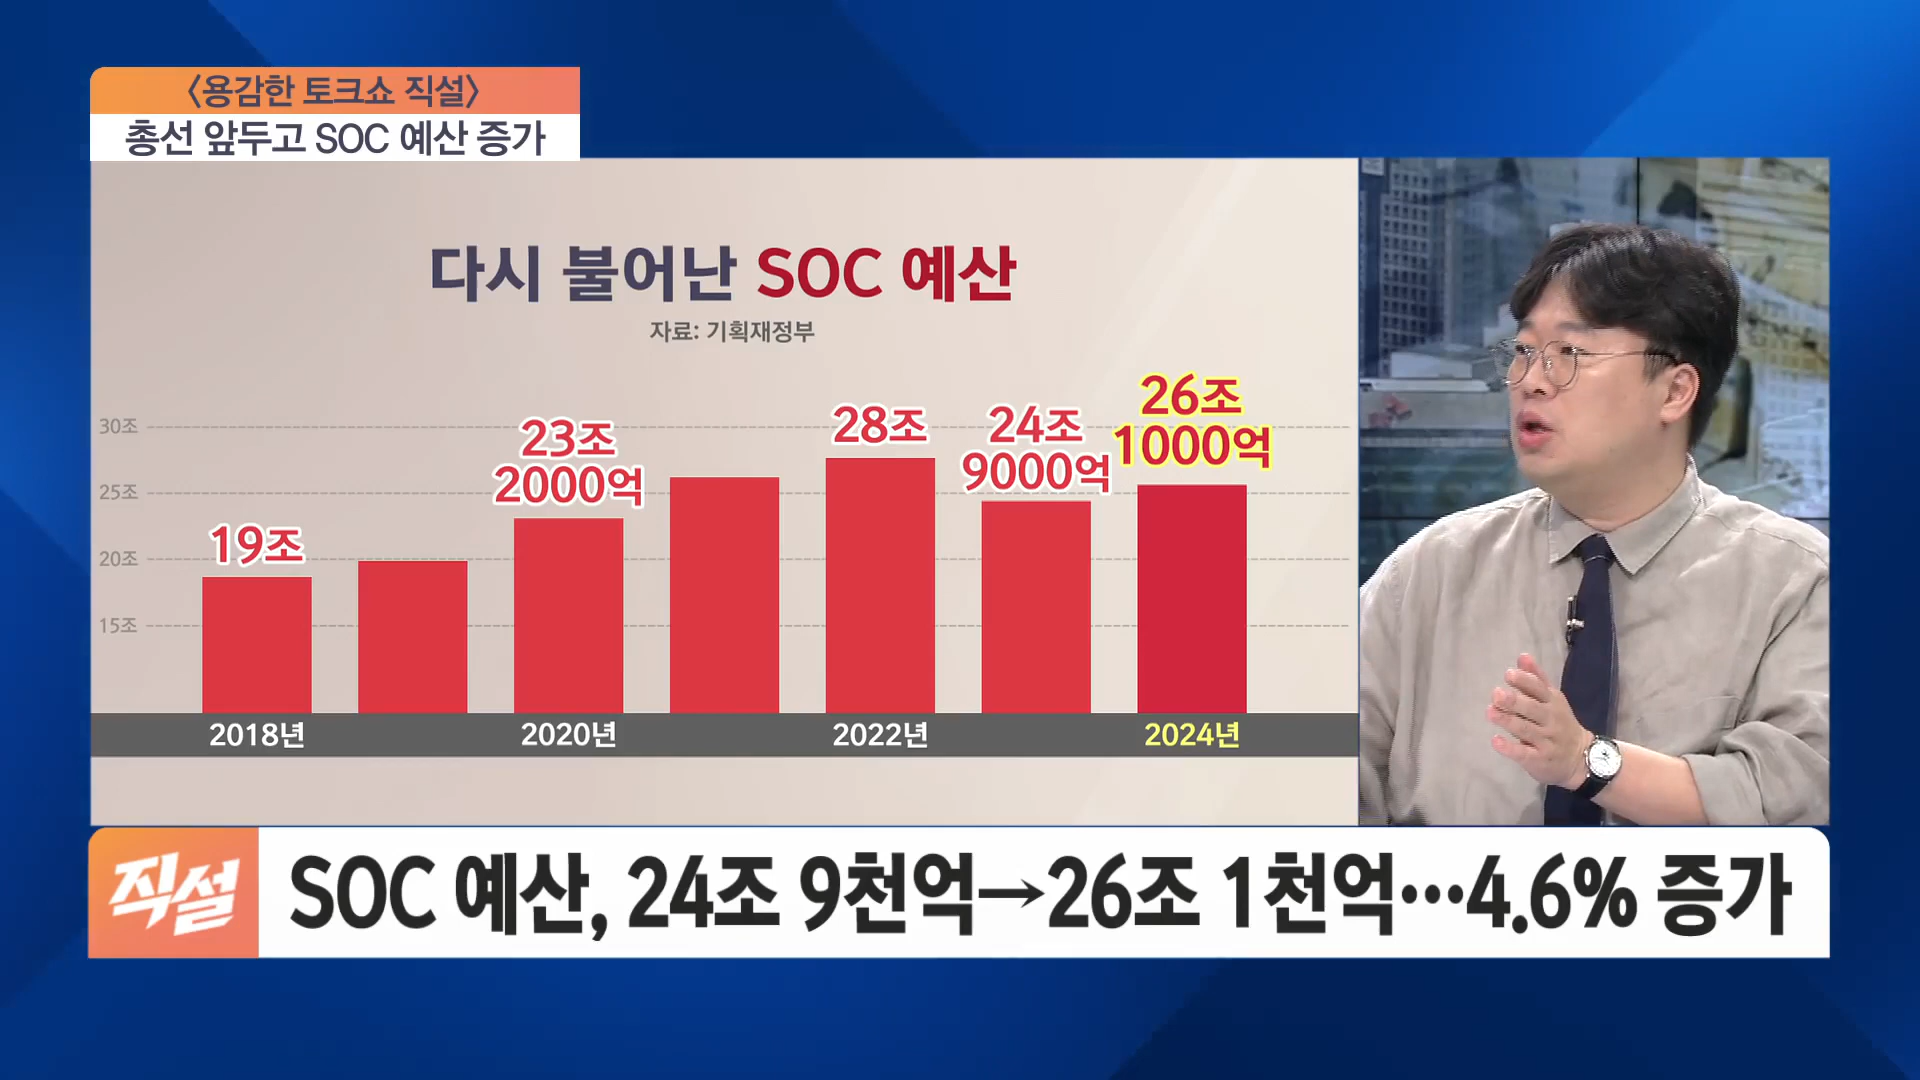 〈용감한 토크쇼 직설〉
총선 앞두고 SOC 예산 증가
다시 불어난 SOC 예산
자료: 기획재정부
30조
25조
20조
15조
19조
23조
2000억
28조
24조
9000억
26조
1000억
2018년
2020년
2022년
2024년
직설
SOC 예산, 24조 9천억→26조 1천억…4.6% 증가